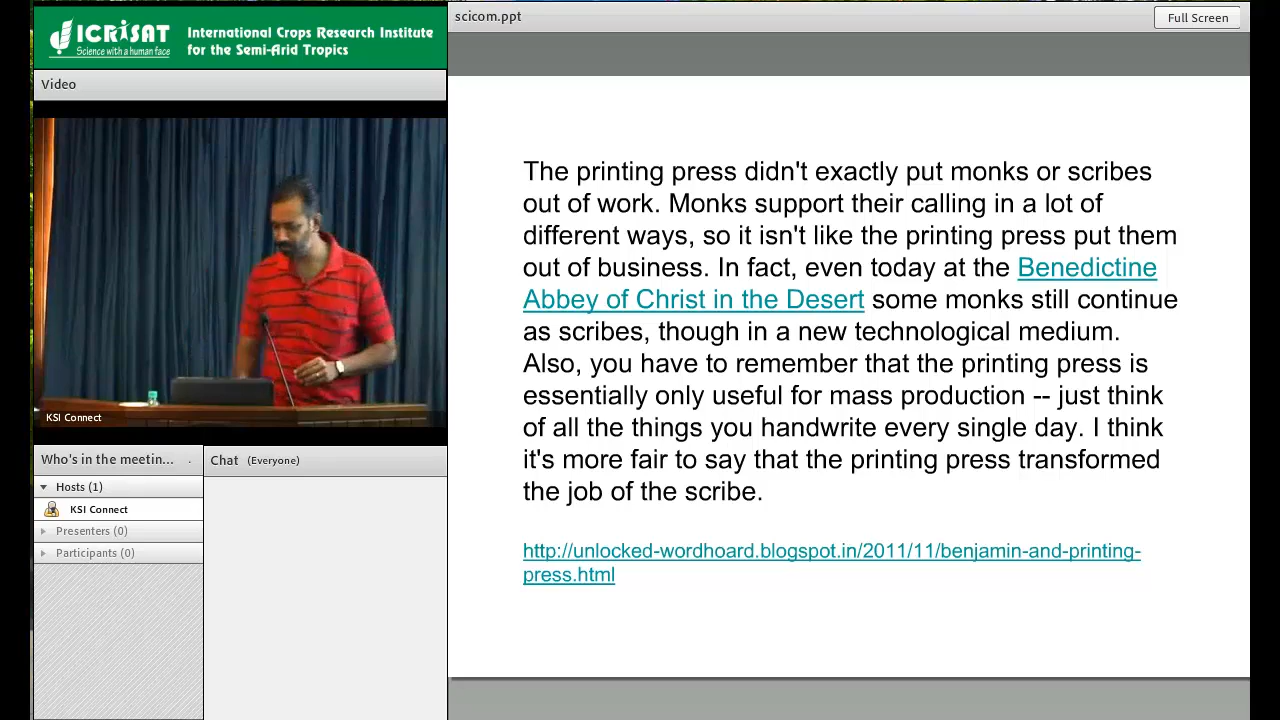 ICRISAT
Science with a human face
International Crops Research Institute
for the Semi-Arid Tropics
Video
KSI Connect
Who's in the meetin...
Hosts (1)
KSI Connect
Presenters (0)
Participants (0)
Chat (Everyone)
scicom.ppt
Full Screen
The printing press didn't exactly put monks or scribes
out of work. Monks support their calling in a lot of
different ways, so it isn't like the printing press put them
out of business. In fact, even today at the Benedictine
Abbey of Christ in the Desert some monks still continue
as scribes, though in a new technological medium.
Also, you have to remember that the printing press is
essentially only useful for mass production -- just think
of all the things you handwrite every single day. I think
it's more fair to say that the printing press transformed
the job of the scribe.
http://unlocked-wordhoard.blogspot.in/2011/11/benjamin-and-printing-
press.html